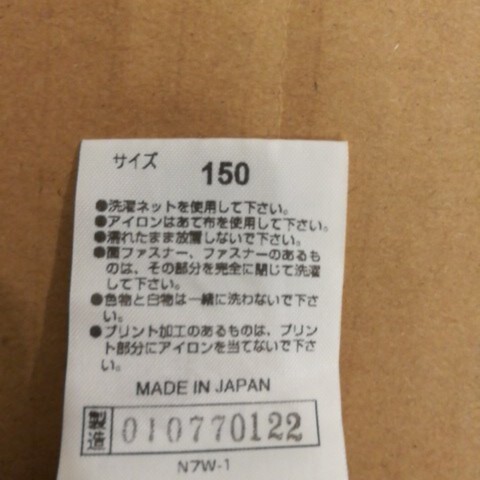 サイズ 150
●洗濯ネットを使用して下さい。
●アイロンはあて布を使用して下さい。
●濡れたまま放置しないで下さい。
●面ファスナー、ファスナーのあるも
のは、その部分を完全に閉じて洗濯
して下さい。
●色物と白物は一緒に洗わないで下さ
い。
●プリント加工のあるものは、プリン
ト部分にアイロンを当てないで下さ
い。
MADE IN JAPAN
製造 010770122
N7W-1